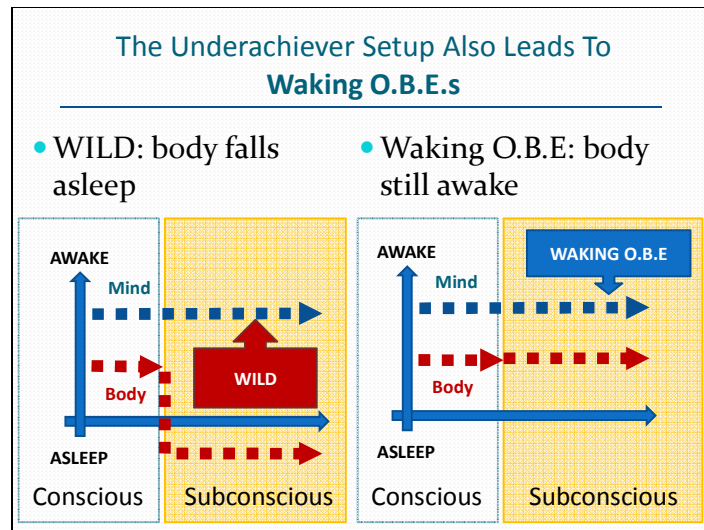 The Underachiever Setup Also Leads To
Waking O.B.E.s
• WILD: body falls
asleep
AWAKE
Mind
Body
WILD
ASLEEP
Conscious
Subconscious
• Waking O.B.E: body
still awake
AWAKE
WAKING O.B.E
Mind
Body
ASLEEP
Conscious
Subconscious